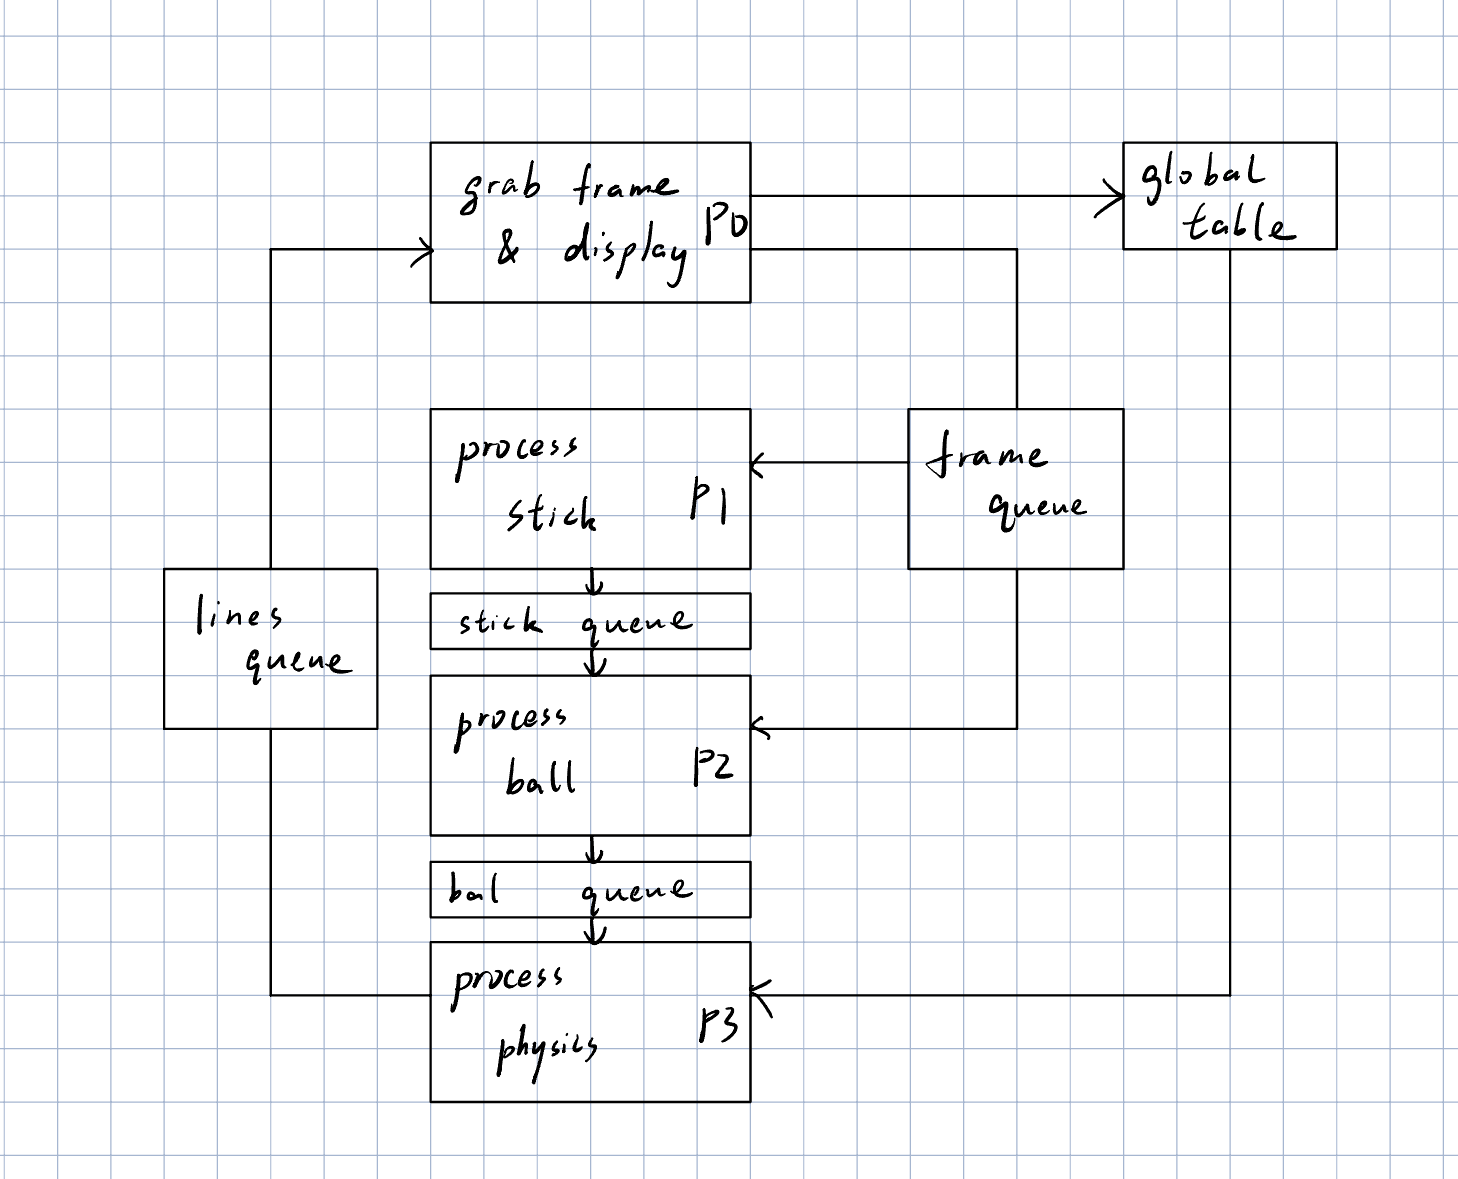 grab frame
& display
P0
global
table
process
stick
P1
frame
queue
stick queue
lines
queue
process
ball
P2
bal queue
process
physics
P3